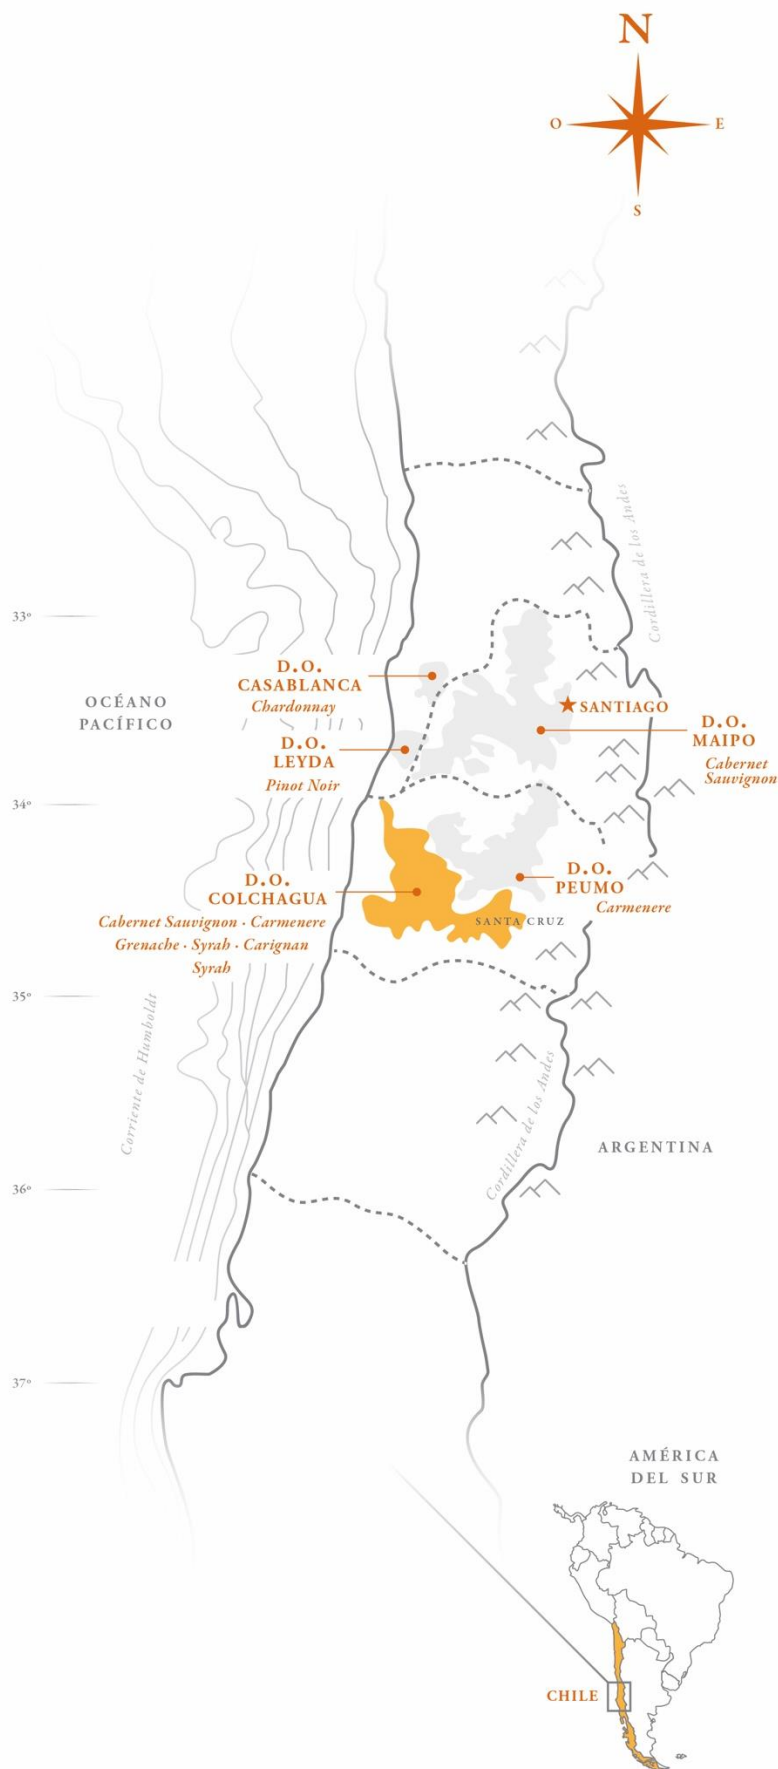 N
O
E
S
Cordillera de los Andes
33º
D.O.
CASABLANCA
Chardonnay
OCÉANO
PACÍFICO
SANTIAGO
D.O.
MAIPO
Cabernet
Sauvignon
D.O.
LEYDA
Pinot Noir
34º
D.O.
COLCHAGUA
Cabernet Sauvignon · Carmenere
Grenache · Syrah · Carignan
Syrah
D.O.
PEUMO
Carmenere
SANTA CRUZ
35º
Corriente de Humboldt
Cordillera de los Andes
ARGENTINA
36º
37º
AMÉRICA
DEL SUR
CHILE